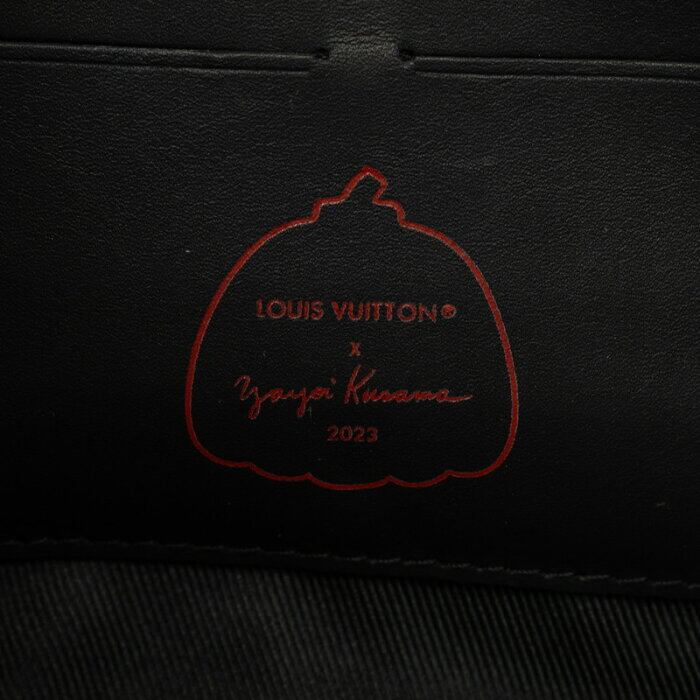 LOUIS VUITTON®
X
Yayoi Kusama
2023